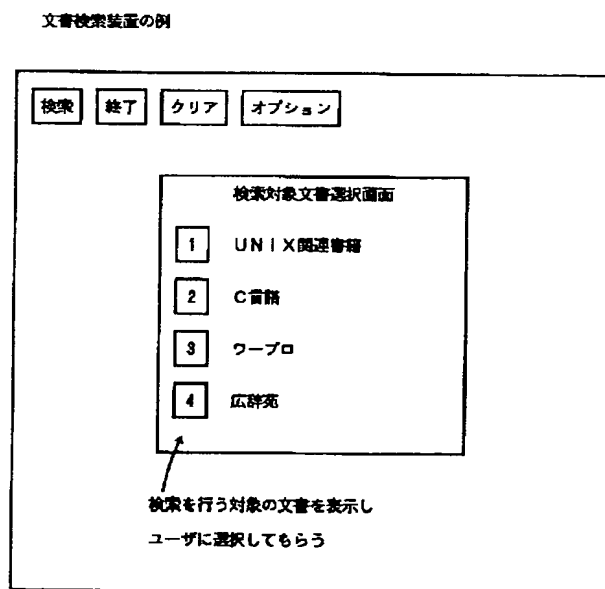 文書検索装置の例
検索 終了 クリア オプション
検索対象文書選択画面
1 UNIX関連書籍
2 C言語
3 ワープロ
4 広辞苑
検索を行う対象の文書を表示し
ユーザに選択してもらう